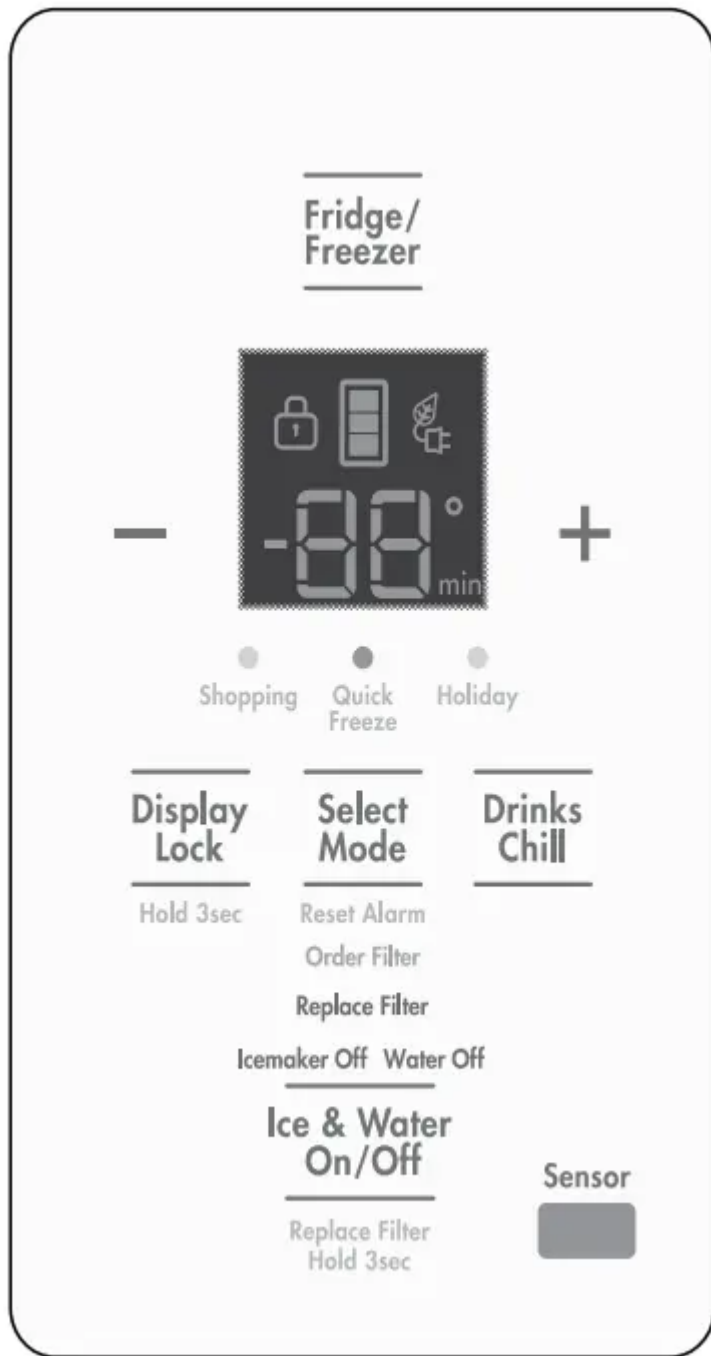 Fridge/
Freezer
-88°
min
− +
Shopping Quick Holiday
Freeze
Display Select Drinks
Lock Mode Chill
Hold 3sec Reset Alarm
Order Filter
Replace Filter
Icemaker Off Water Off
Ice & Water
On/Off
Sensor
Replace Filter
Hold 3sec